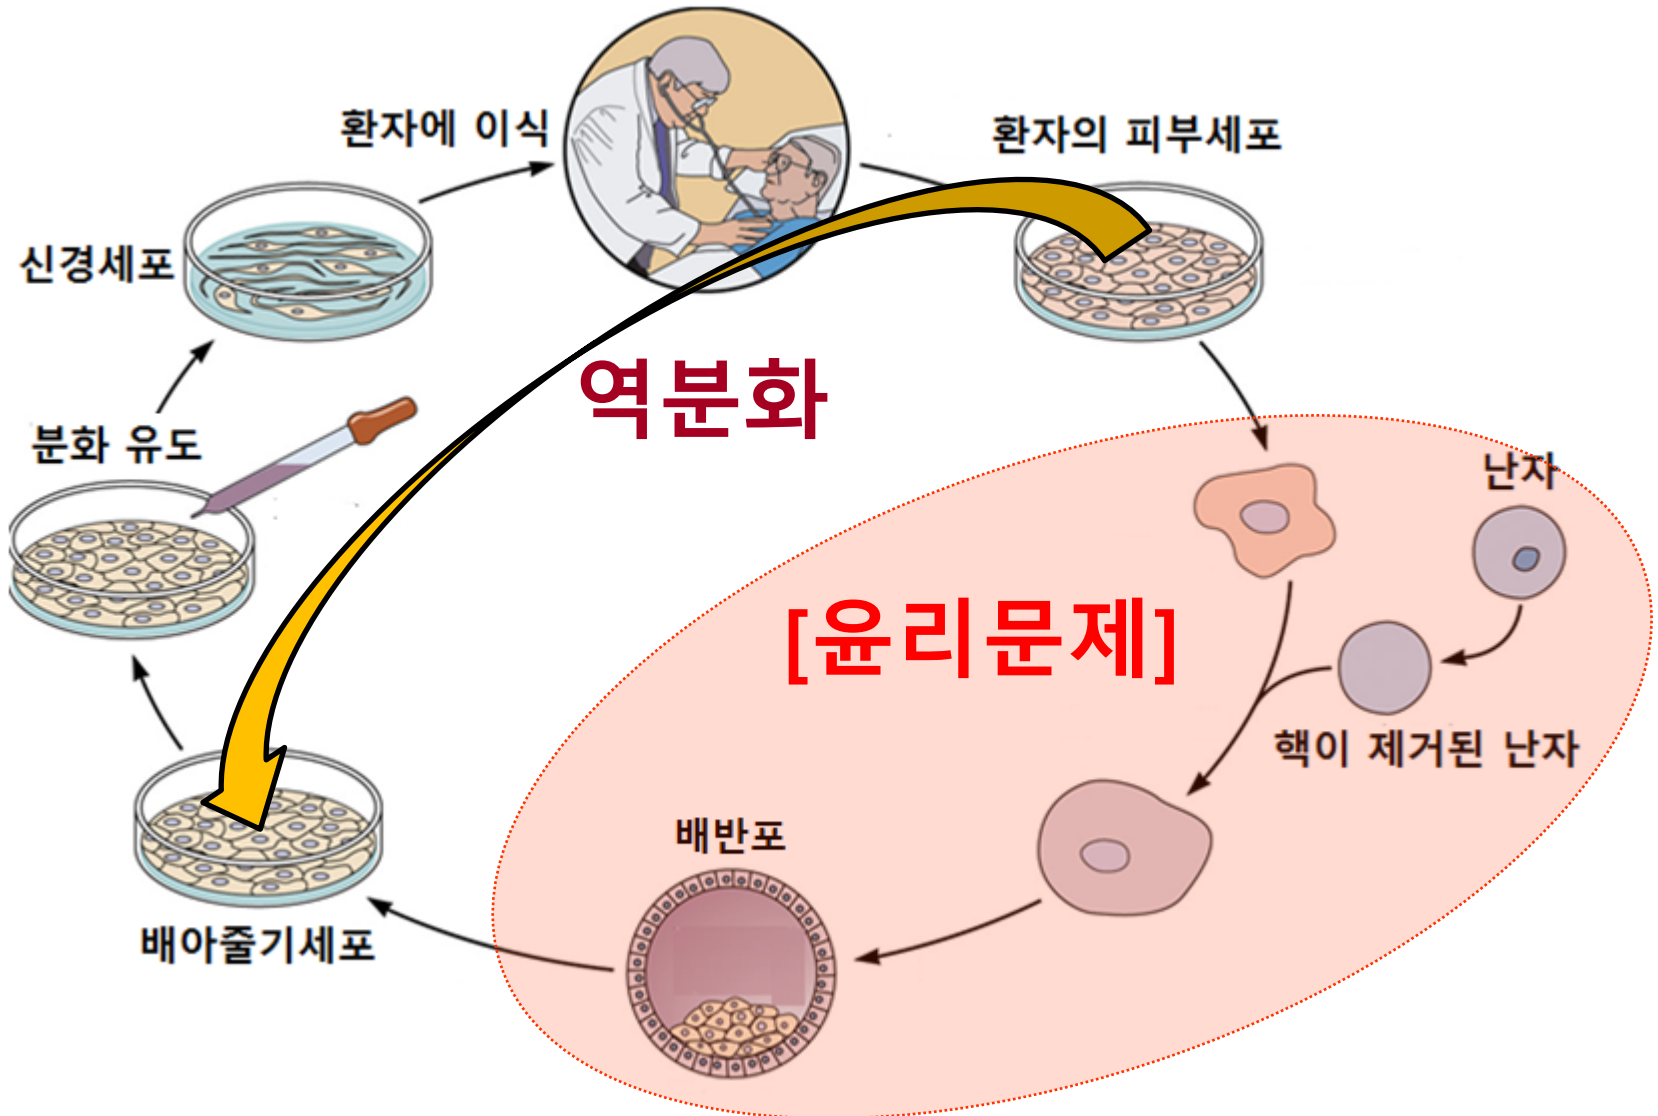 환자에 이식
환자의 피부세포
신경세포
역분화
분화 유도
난자
[윤리문제]
핵이 제거된 난자
배반포
배아줄기세포